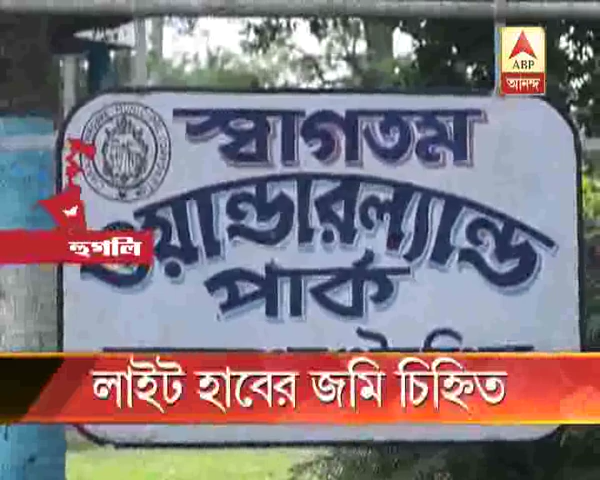 ABP
আনন্দ
স্বাগতম
ওয়ান্ডারল্যান্ড
পার্ক
হুগলি
লাইট হাবের জমি চিহ্নিত